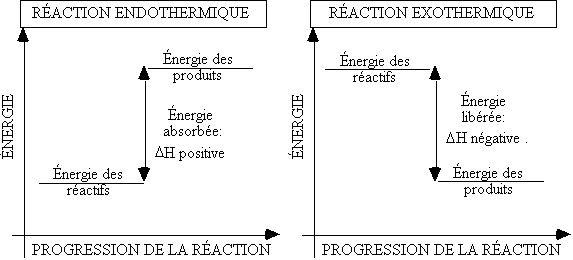 RÉACTION ENDOTHERMIQUE
ÉNERGIE
Énergie des
produits
Énergie
absorbée:
ΔH positive
Énergie des
réactifs
PROGRESSION DE LA RÉACTION
RÉACTION EXOTHERMIQUE
ÉNERGIE
Énergie des
réactifs
Énergie
libérée:
ΔH négative .
Énergie des
produits
PROGRESSION DE LA RÉACTION